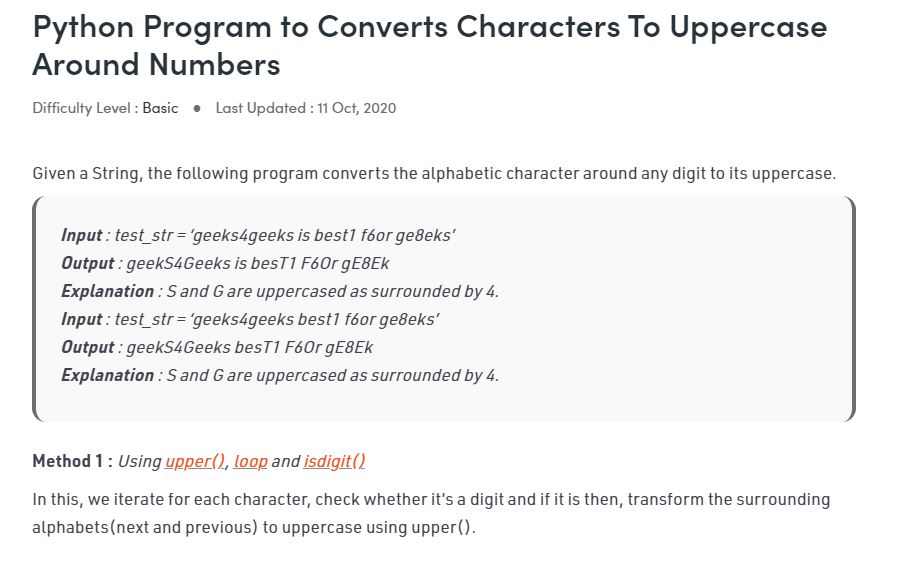 Python Program to Converts Characters To Uppercase
Around Numbers
Difficulty Level : Basic ● Last Updated : 11 Oct, 2020
Given a String, the following program converts the alphabetic character around any digit to its uppercase.
Input : test_str = ‘geeks4geeks is best1 f6or ge8eks’
Output : geekS4Geeks is besT1 F6Or gE8Ek
Explanation : S and G are uppercased as surrounded by 4.
Input : test_str = ‘geeks4geeks best1 f6or ge8eks’
Output : geekS4Geeks besT1 F6Or gE8Ek
Explanation : S and G are uppercased as surrounded by 4.
Method 1 : Using upper(), loop and isdigit()
In this, we iterate for each character, check whether it’s a digit and if it is then, transform the surrounding
alphabets(next and previous) to uppercase using upper().